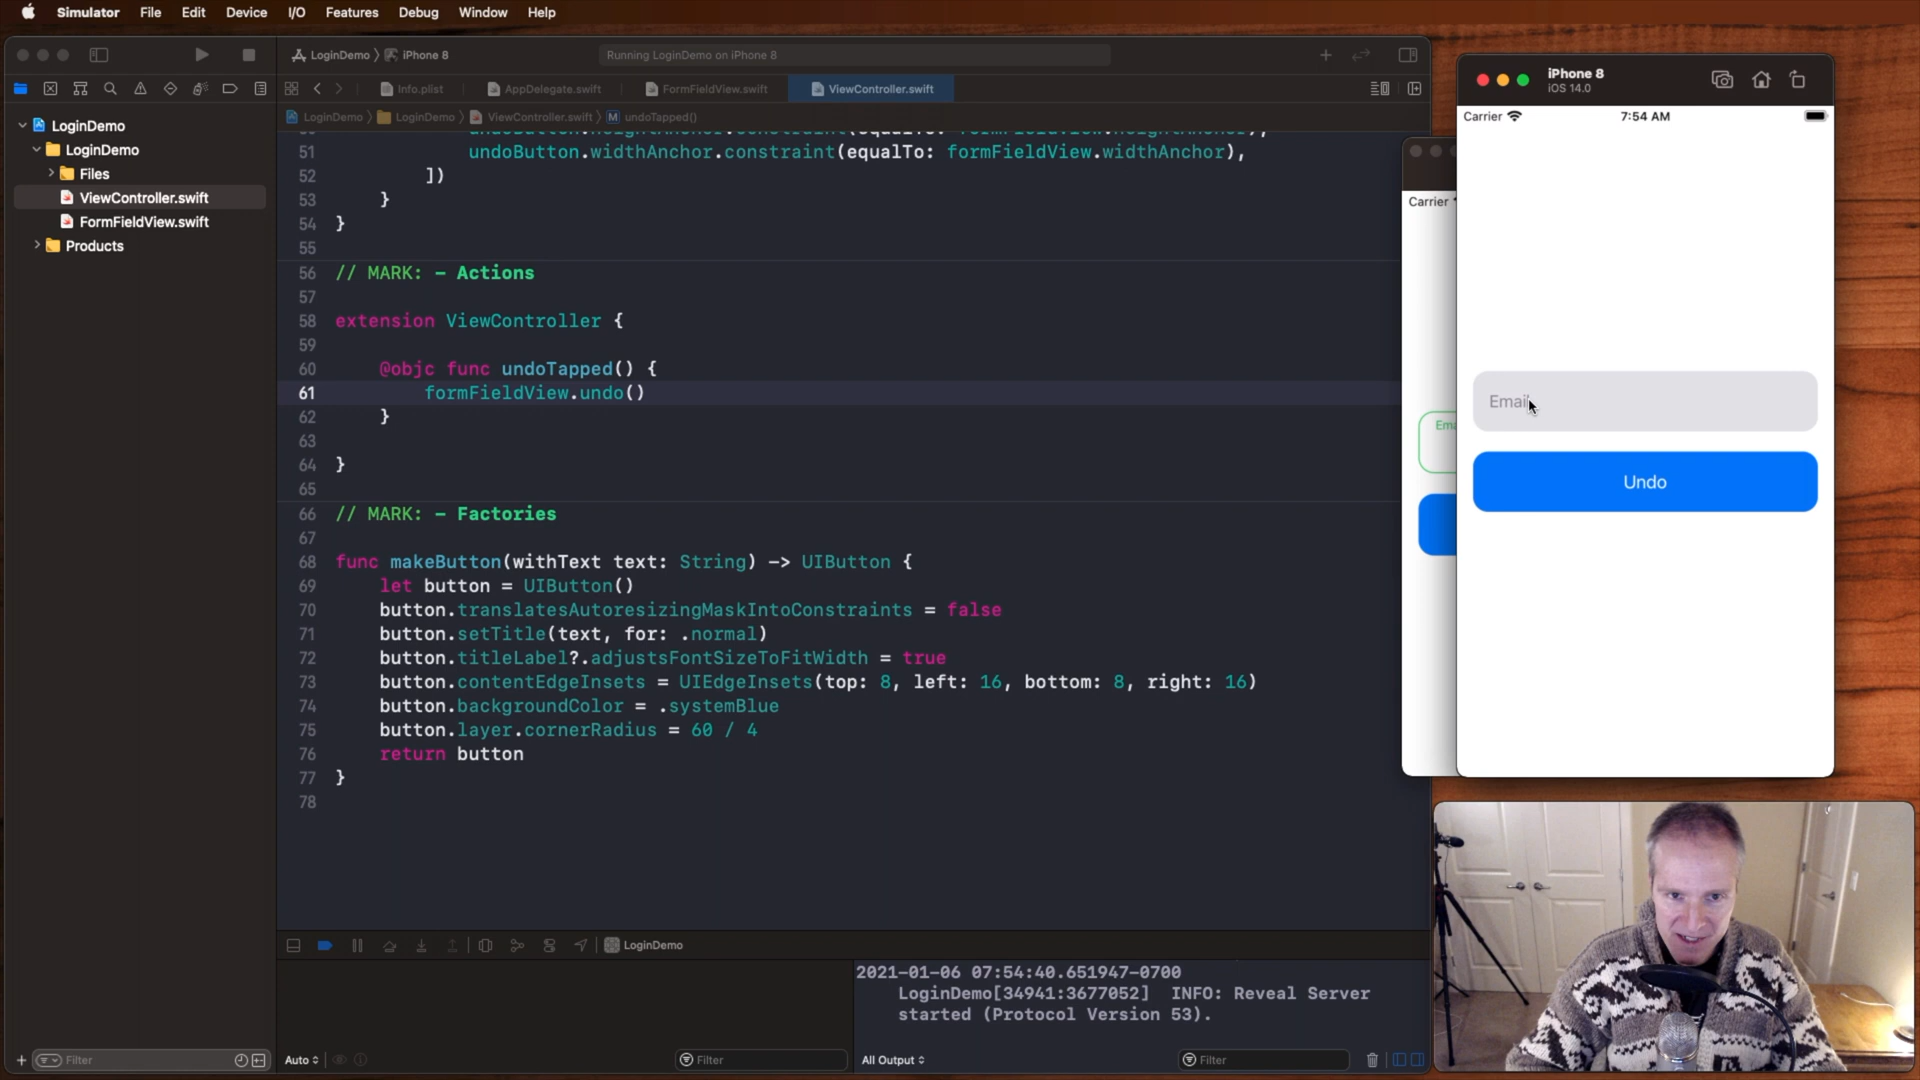 Simulator File Edit Device I/O Features Debug Window Help
LoginDemo 〉 iPhone 8
Running LoginDemo on iPhone 8
Info.plist
AppDelegate.swift
FormFieldView.swift
ViewController.swift
LoginDemo 〉 LoginDemo 〉 ViewController.swift 〉 M undoTapped()
LoginDemo
LoginDemo
Files
ViewController.swift
FormFieldView.swift
Products
50 undoButton.heightAnchor.constraint(equalTo: formFieldView.heightAnchor),
51 undoButton.widthAnchor.constraint(equalTo: formFieldView.widthAnchor),
52 ])
53 }
54 }
55
56 // MARK: - Actions
57
58 extension ViewController {
59
60 @objc func undoTapped() {
61 formFieldView.undo()
62 }
63
64 }
65
66 // MARK: - Factories
67
68 func makeButton(withText text: String) -> UIButton {
69 let button = UIButton()
70 button.translatesAutoresizingMaskIntoConstraints = false
71 button.setTitle(text, for: .normal)
72 button.titleLabel?.adjustsFontSizeToFitWidth = true
73 button.contentEdgeInsets = UIEdgeInsets(top: 8, left: 16, bottom: 8, right: 16)
74 button.backgroundColor = .systemBlue
75 button.layer.cornerRadius = 60 / 4
76 return button
77 }
78
LoginDemo
2021-01-06 07:54:40.651947-0700
LoginDemo[34941:3677052] INFO: Reveal Server
started (Protocol Version 53).
Filter
Auto
Filter
All Output
Filter
Carrier
Ema
iPhone 8
iOS 14.0
Carrier 7:54 AM
Email
Undo